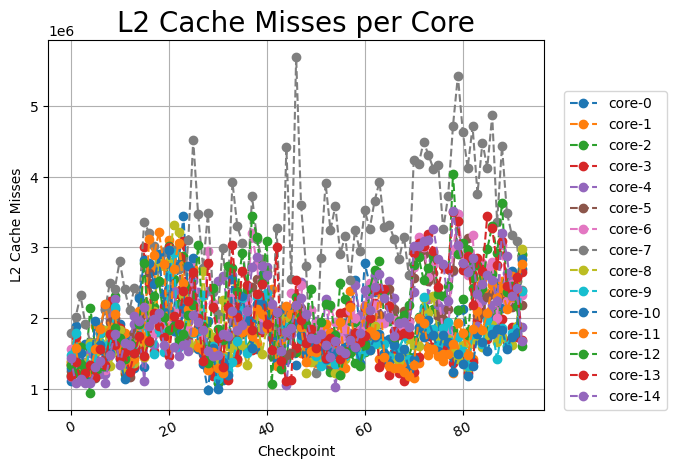 L2 Cache Misses per Core
1e6
5
4
3
2
1
L2 Cache Misses
0
20
40
60
80
Checkpoint
core-0
core-1
core-2
core-3
core-4
core-5
core-6
core-7
core-8
core-9
core-10
core-11
core-12
core-13
core-14